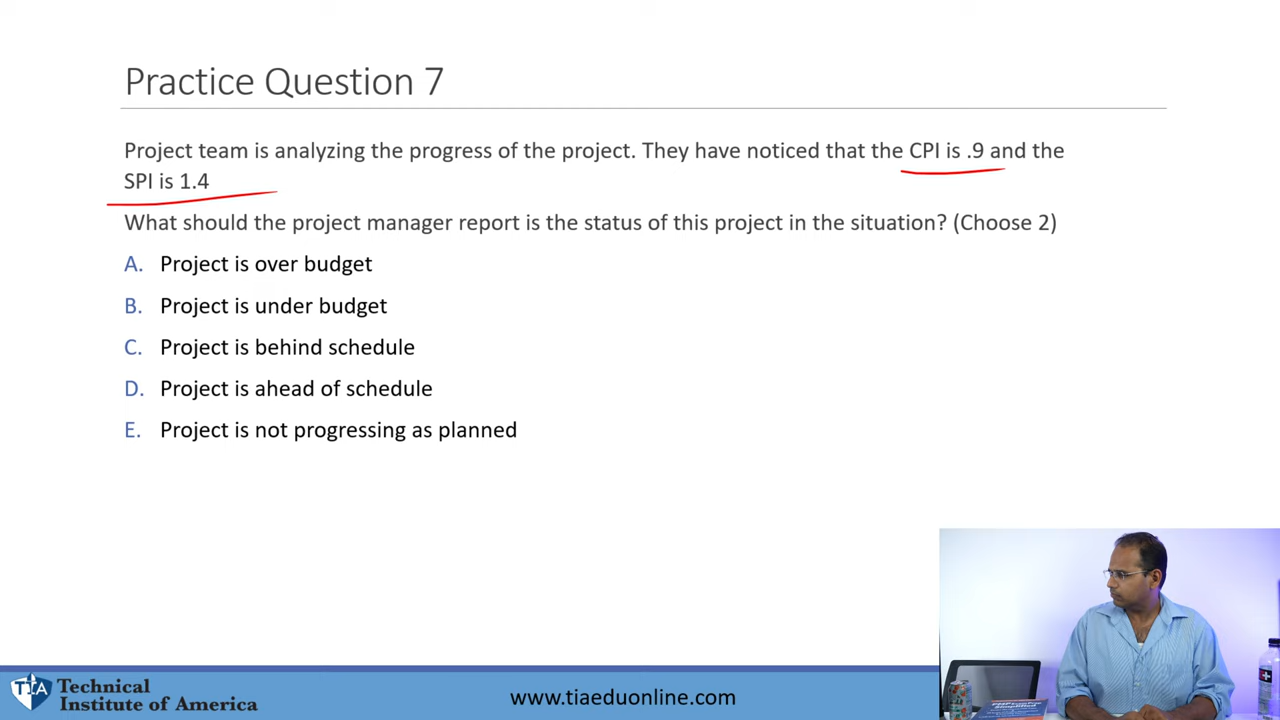 Practice Question 7
Project team is analyzing the progress of the project. They have noticed that the CPI is .9 and the
SPI is 1.4
What should the project manager report is the status of this project in the situation? (Choose 2)
A. Project is over budget
B. Project is under budget
C. Project is behind schedule
D. Project is ahead of schedule
E. Project is not progressing as planned
TIA
Technical
Institute of America
www.tiaeduonline.com